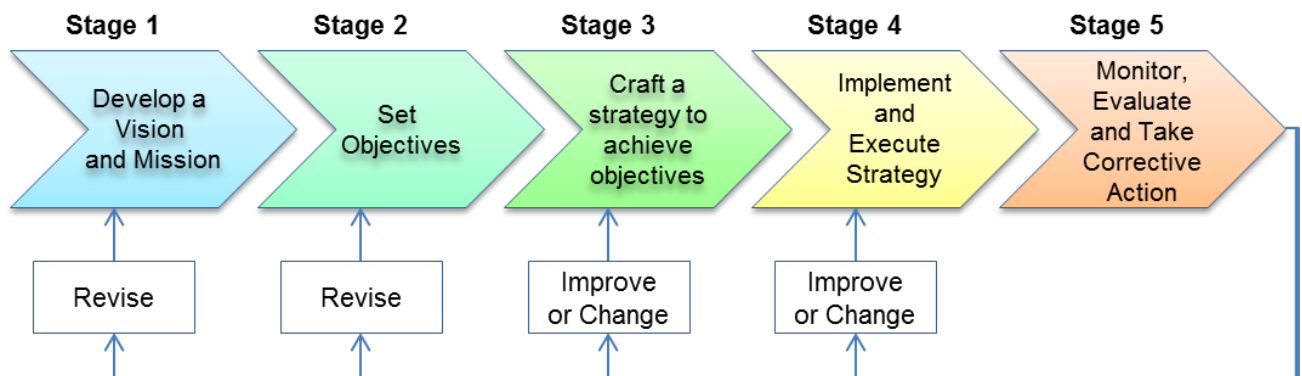 Stage 1
Stage 2
Stage 3
Stage 4
Stage 5
Develop a
Vision
and Mission
Set
Objectives
Craft a
strategy to
achieve
objectives
Implement
and
Execute
Strategy
Monitor,
Evaluate
and Take
Corrective
Action
Revise
Revise
Improve
or Change
Improve
or Change